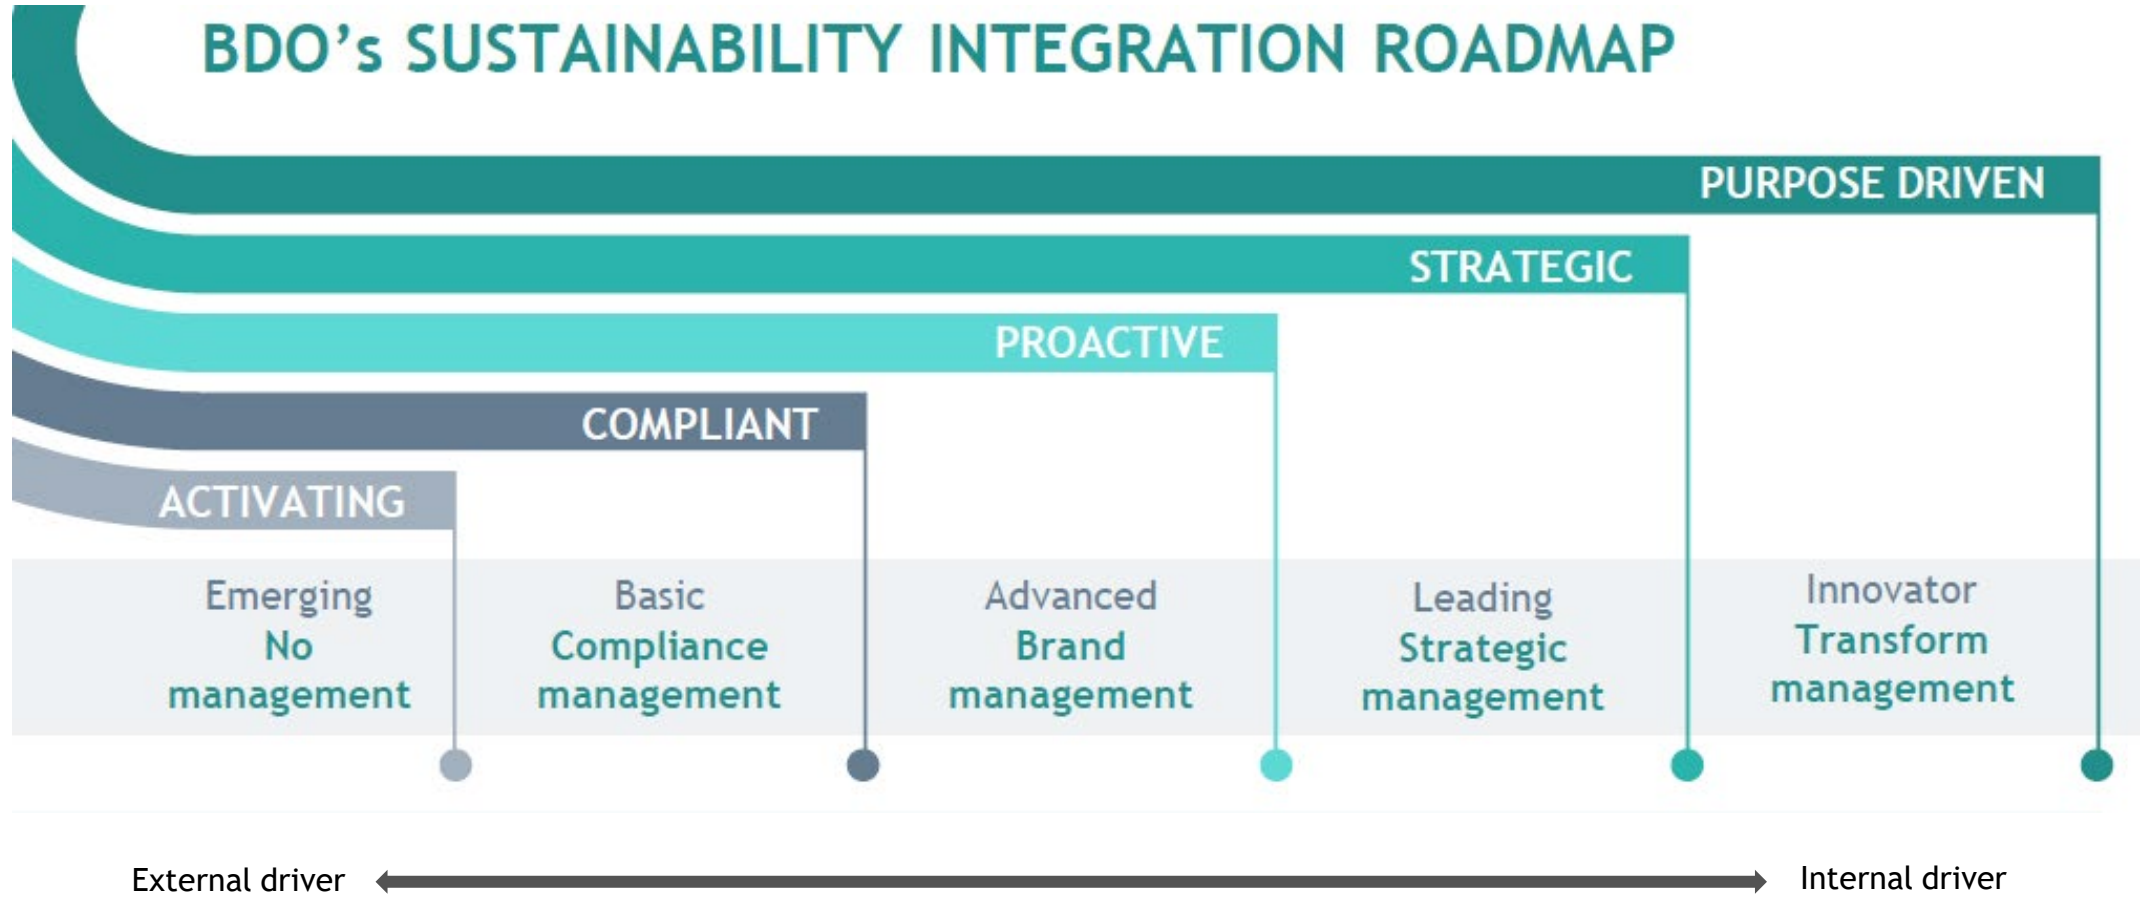 BDO’s SUSTAINABILITY INTEGRATION ROADMAP
PURPOSE DRIVEN
STRATEGIC
PROACTIVE
COMPLIANT
ACTIVATING
Emerging
No
management
Basic
Compliance
management
Advanced
Brand
management
Leading
Strategic
management
Innovator
Transform
management
External driver
Internal driver